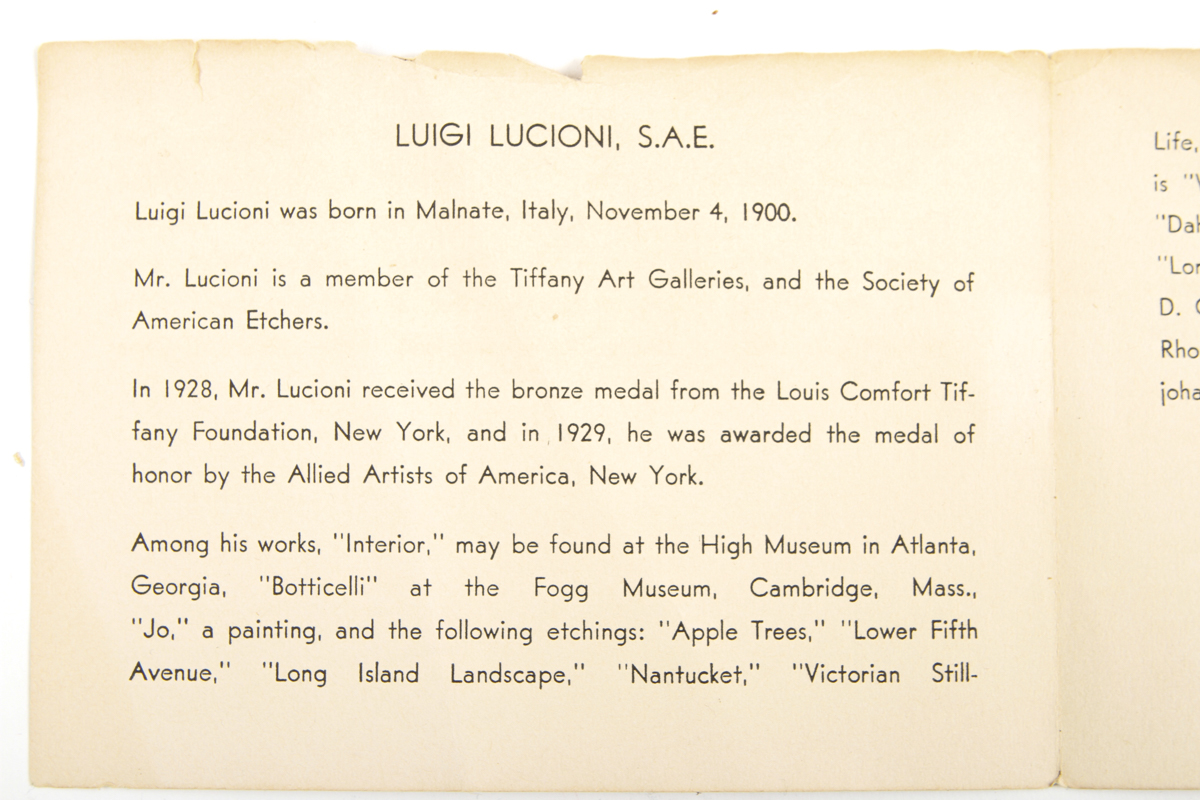 LUIGI LUCIONI, S.A.E.
Luigi Lucioni was born in Malnate, Italy, November 4, 1900.
Mr. Lucioni is a member of the Tiffany Art Galleries, and the Society of
American Etchers.
In 1928, Mr. Lucioni received the bronze medal from the Louis Comfort Tif-
fany Foundation, New York, and in 1929, he was awarded the medal of
honor by the Allied Artists of America, New York.
Among his works, "Interior," may be found at the High Museum in Atlanta,
Georgia, "Botticelli" at the Fogg Museum, Cambridge, Mass.,
"Jo," a painting, and the following etchings: "Apple Trees," "Lower Fifth
Avenue," "Long Island Landscape," "Nantucket," "Victorian Still-
Life,
is
D.